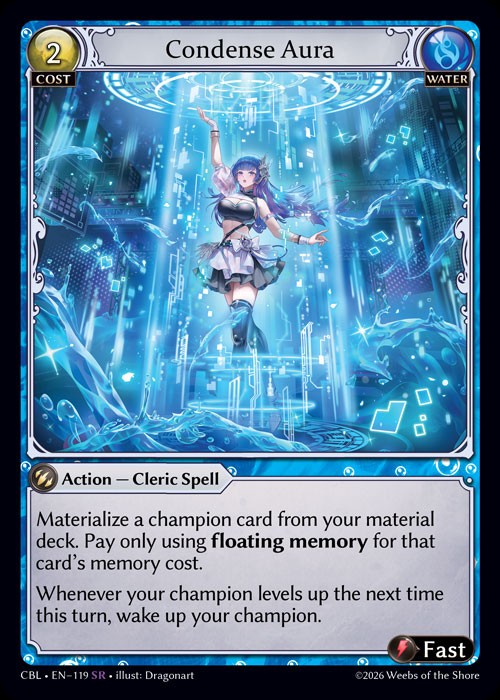 2
Condense Aura
COST
WATER
Action — Cleric Spell
Materialize a champion card from your material
deck. Pay only using floating memory for that
card's memory cost.
Whenever your champion levels up the next time
this turn, wake up your champion.
Fast
CBL • EN–119 SR • illust: Dragonart
©2026 Weebs of the Shore